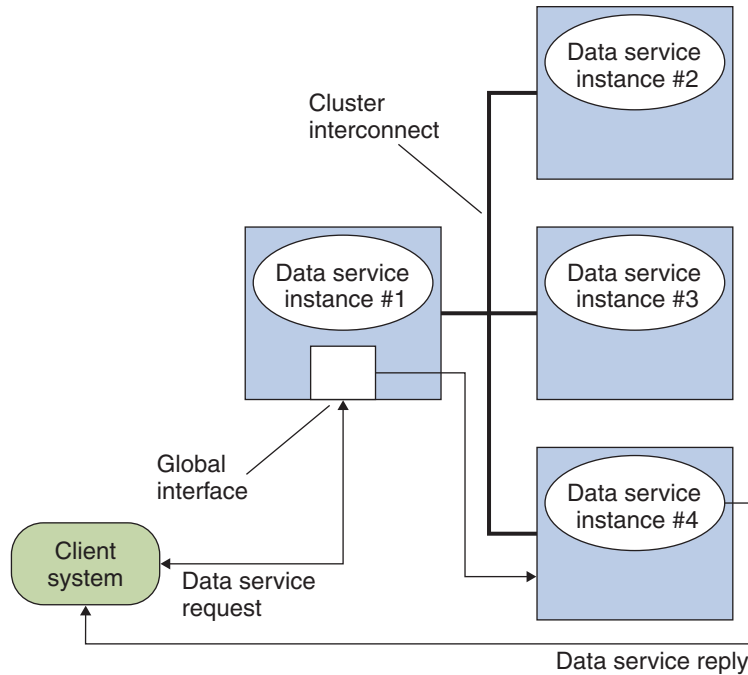 Data service
instance #2
Cluster
interconnect
Data service
instance #1
Data service
instance #3
Global
interface
Data service
instance #4
Client
system
Data service
request
Data service reply